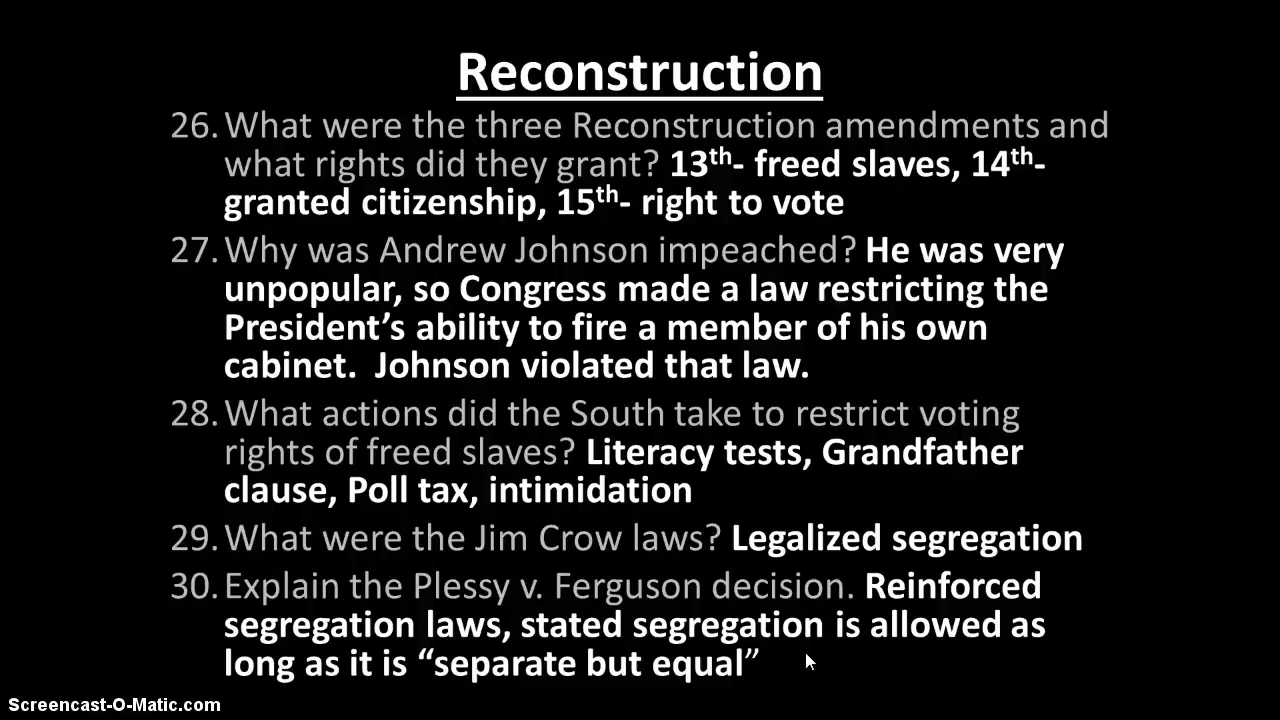 Reconstruction
26. What were the three Reconstruction amendments and
what rights did they grant? 13th- freed slaves, 14th-
granted citizenship, 15th- right to vote
27. Why was Andrew Johnson impeached? He was very
unpopular, so Congress made a law restricting the
President’s ability to fire a member of his own
cabinet.  Johnson violated that law.
28. What actions did the South take to restrict voting
rights of freed slaves? Literacy tests, Grandfather
clause, Poll tax, intimidation
29. What were the Jim Crow laws? Legalized segregation
30. Explain the Plessy v. Ferguson decision. Reinforced
segregation laws, stated segregation is allowed as
long as it is “separate but equal”
Screencast-O-Matic.com